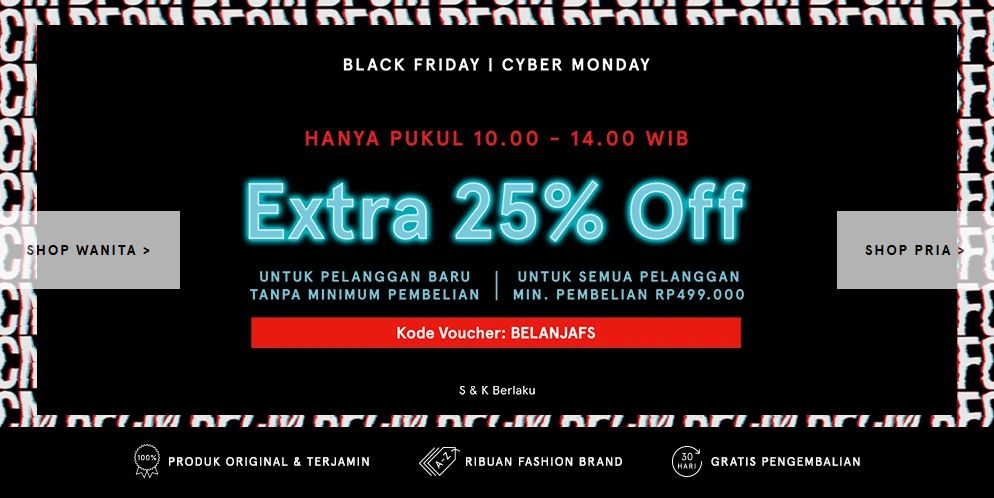 BLACK FRIDAY | CYBER MONDAY
HANYA PUKUL 10.00 - 14.00 WIB
Extra 25% Off
SHOP WANITA >
SHOP PRIA >
UNTUK PELANGGAN BARU
TANPA MINIMUM PEMBELIAN
UNTUK SEMUA PELANGGAN
MIN. PEMBELIAN RP499.000
Kode Voucher: BELANJAFS
S & K Berlaku
100%
PRODUK ORIGINAL & TERJAMIN
A-Z
RIBUAN FASHION BRAND
30
HARI
GRATIS PENGEMBALIAN